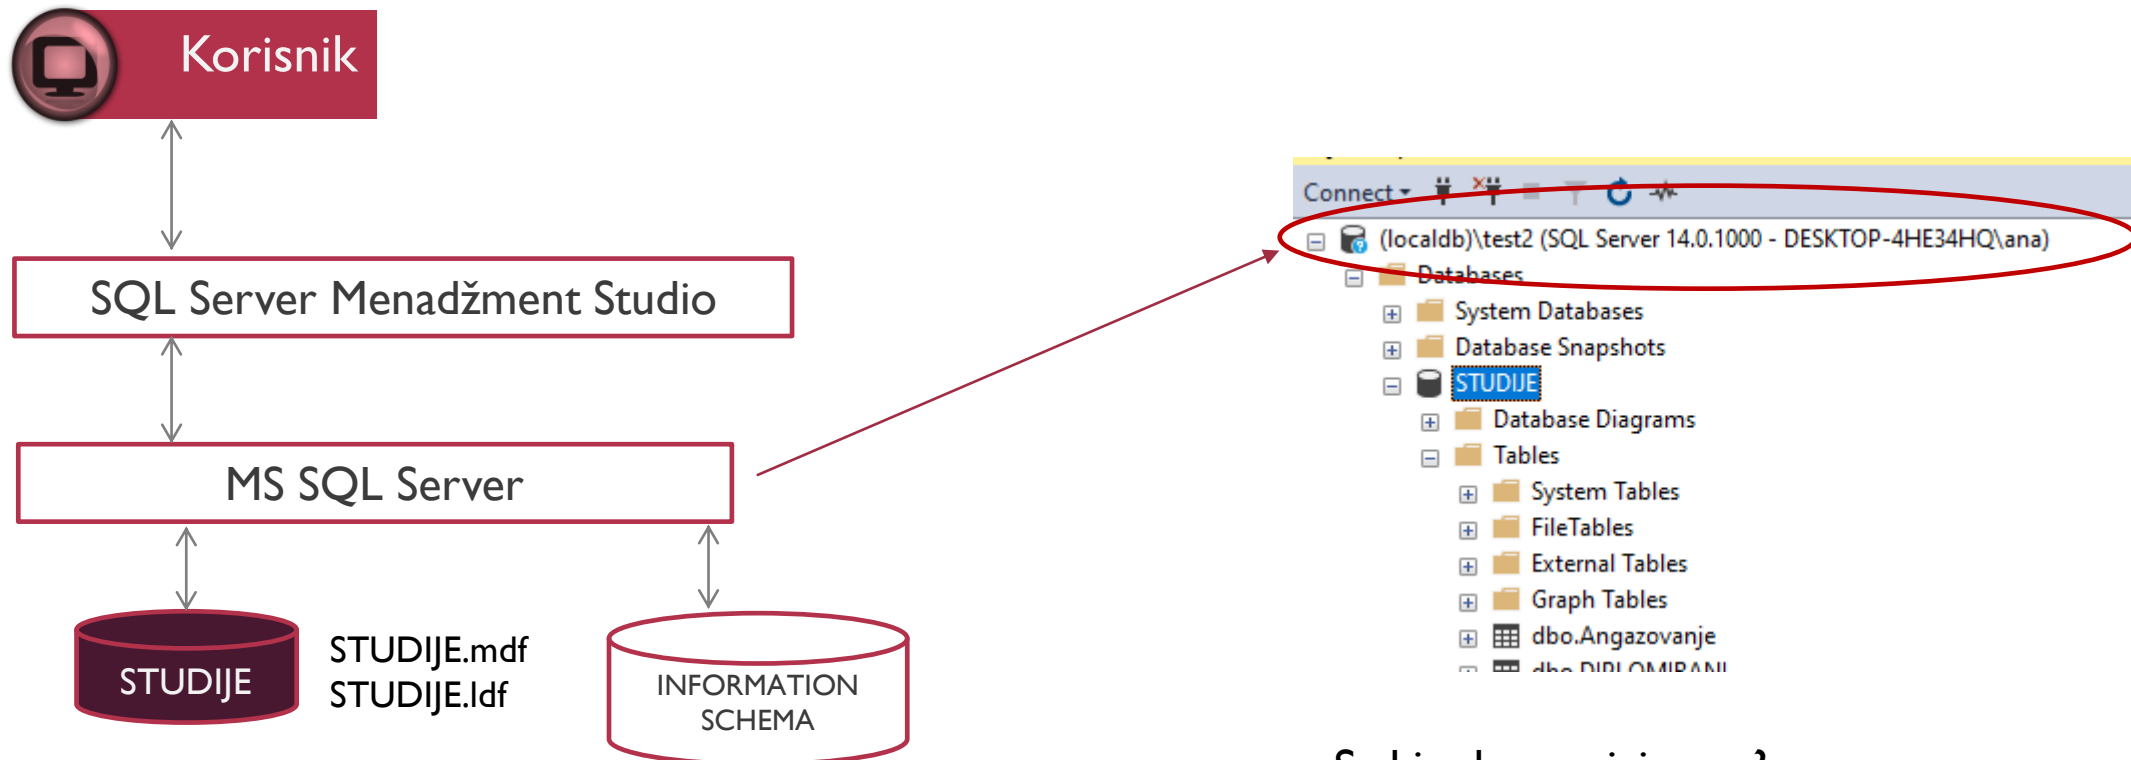 Korisnik
SQL Server Menadžment Studio
MS SQL Server
STUDIJE
STUDIJE.mdf
STUDIJE.ldf
INFORMATION
SCHEMA
Connect
(localdb)\test2 (SQL Server 14.0.1000 - DESKTOP-4HE34HQ\ana)
Databases
System Databases
Database Snapshots
STUDIJE
Database Diagrams
Tables
System Tables
FileTables
External Tables
Graph Tables
dbo.Angazovanje
dbo.DIPLOMIRANI